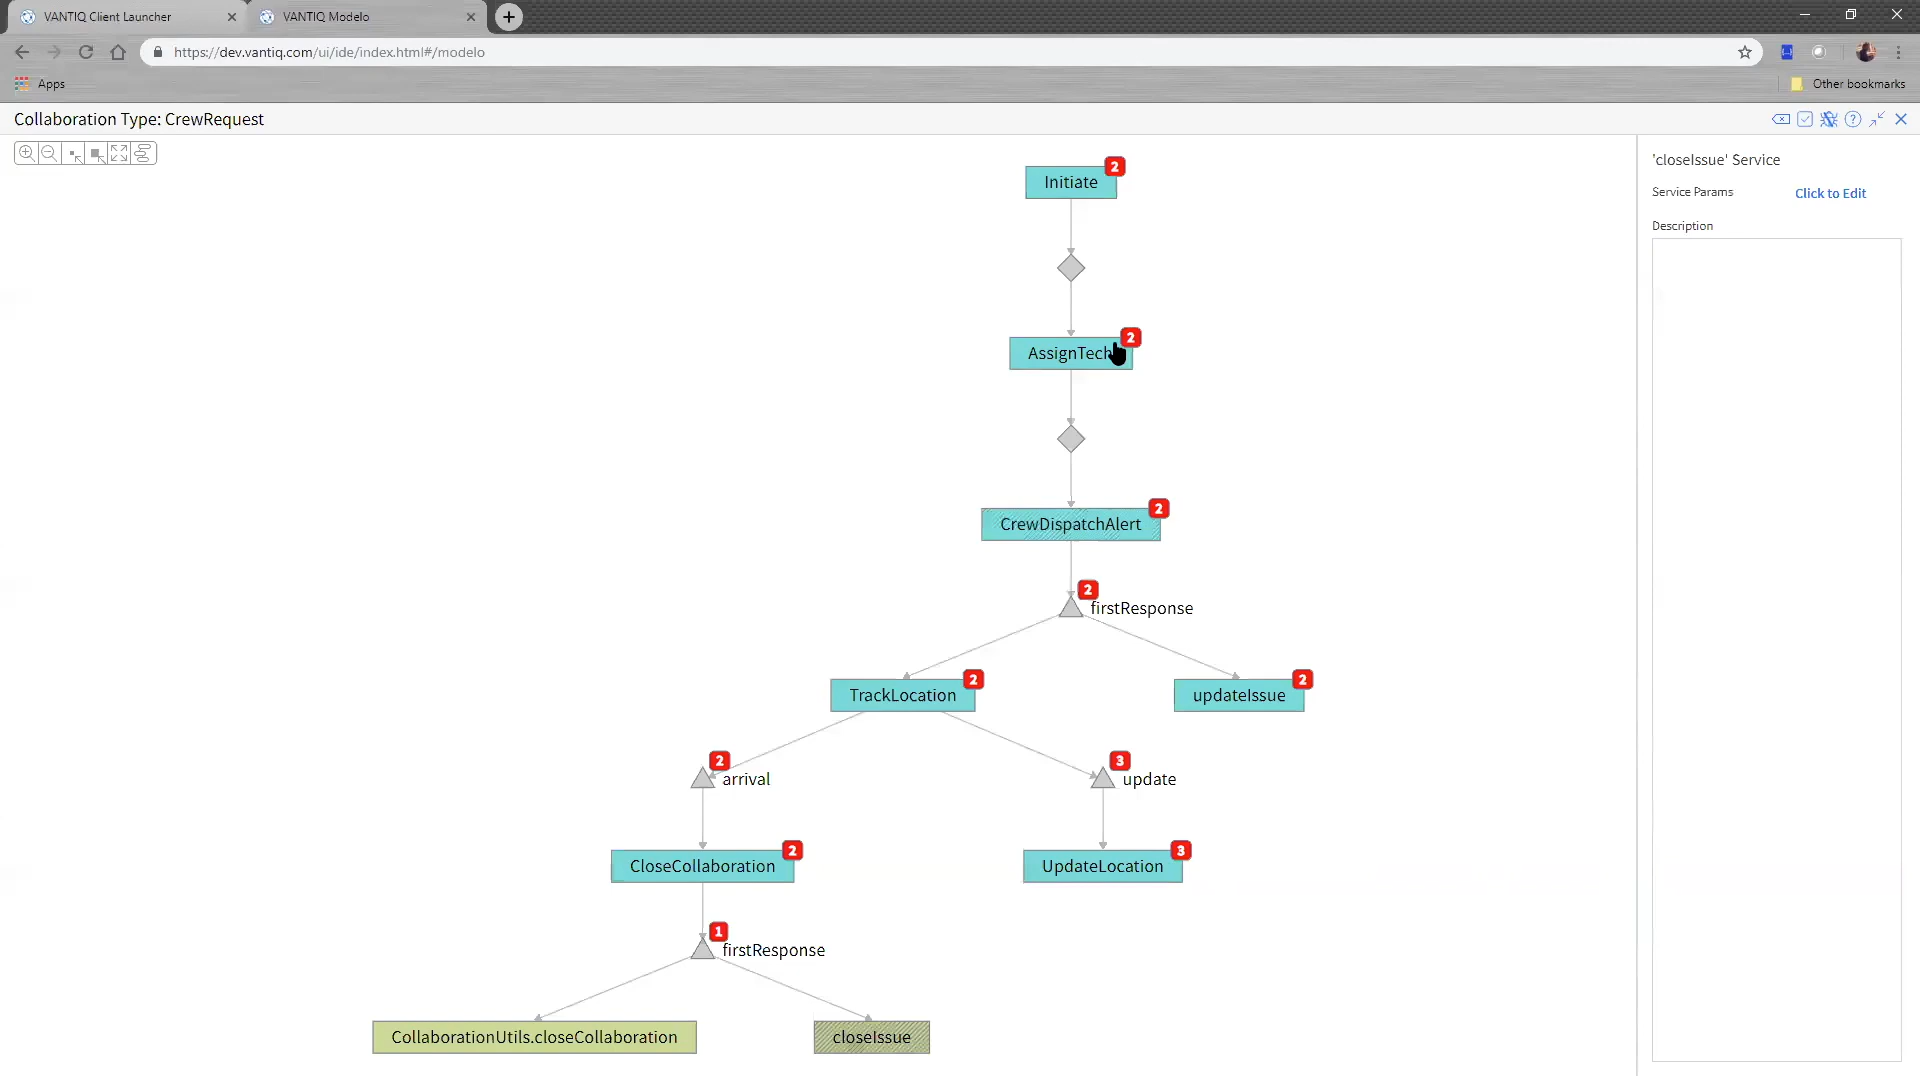 VANTIQ Client Launcher
VANTIQ Modelo
https://dev.vantiq.com/ui/ide/index.html#/modelo
Apps
Other bookmarks
Collaboration Type: CrewRequest
'closeIssue' Service
Service Params
Click to Edit
Description
2
Initiate
2
AssignTech
2
CrewDispatchAlert
2
firstResponse
2
TrackLocation
2
updateIssue
2
arrival
3
update
2
CloseCollaboration
3
UpdateLocation
1
firstResponse
CollaborationUtils.closeCollaboration
closeIssue